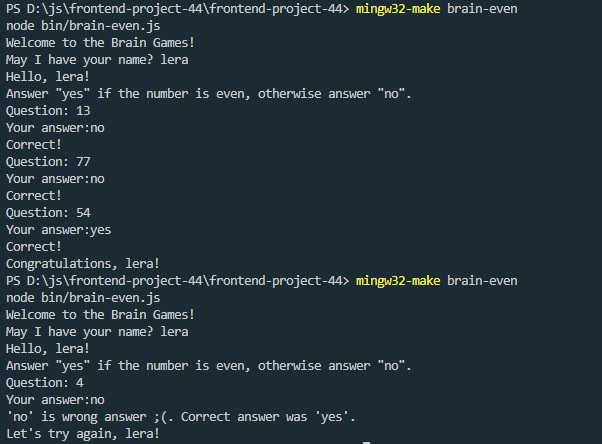 PS D:\js\frontend-project-44\frontend-project-44> mingw32-make brain-even
node bin/brain-even.js
Welcome to the Brain Games!
May I have your name? lera
Hello, lera!
Answer "yes" if the number is even, otherwise answer "no".
Question: 13
Your answer:no
Correct!
Question: 77
Your answer:no
Correct!
Question: 54
Your answer:yes
Correct!
Congratulations, lera!
PS D:\js\frontend-project-44\frontend-project-44> mingw32-make brain-even
node bin/brain-even.js
Welcome to the Brain Games!
May I have your name? lera
Hello, lera!
Answer "yes" if the number is even, otherwise answer "no".
Question: 4
Your answer:no
'no' is wrong answer ;(. Correct answer was 'yes'.
Let's try again, lera!